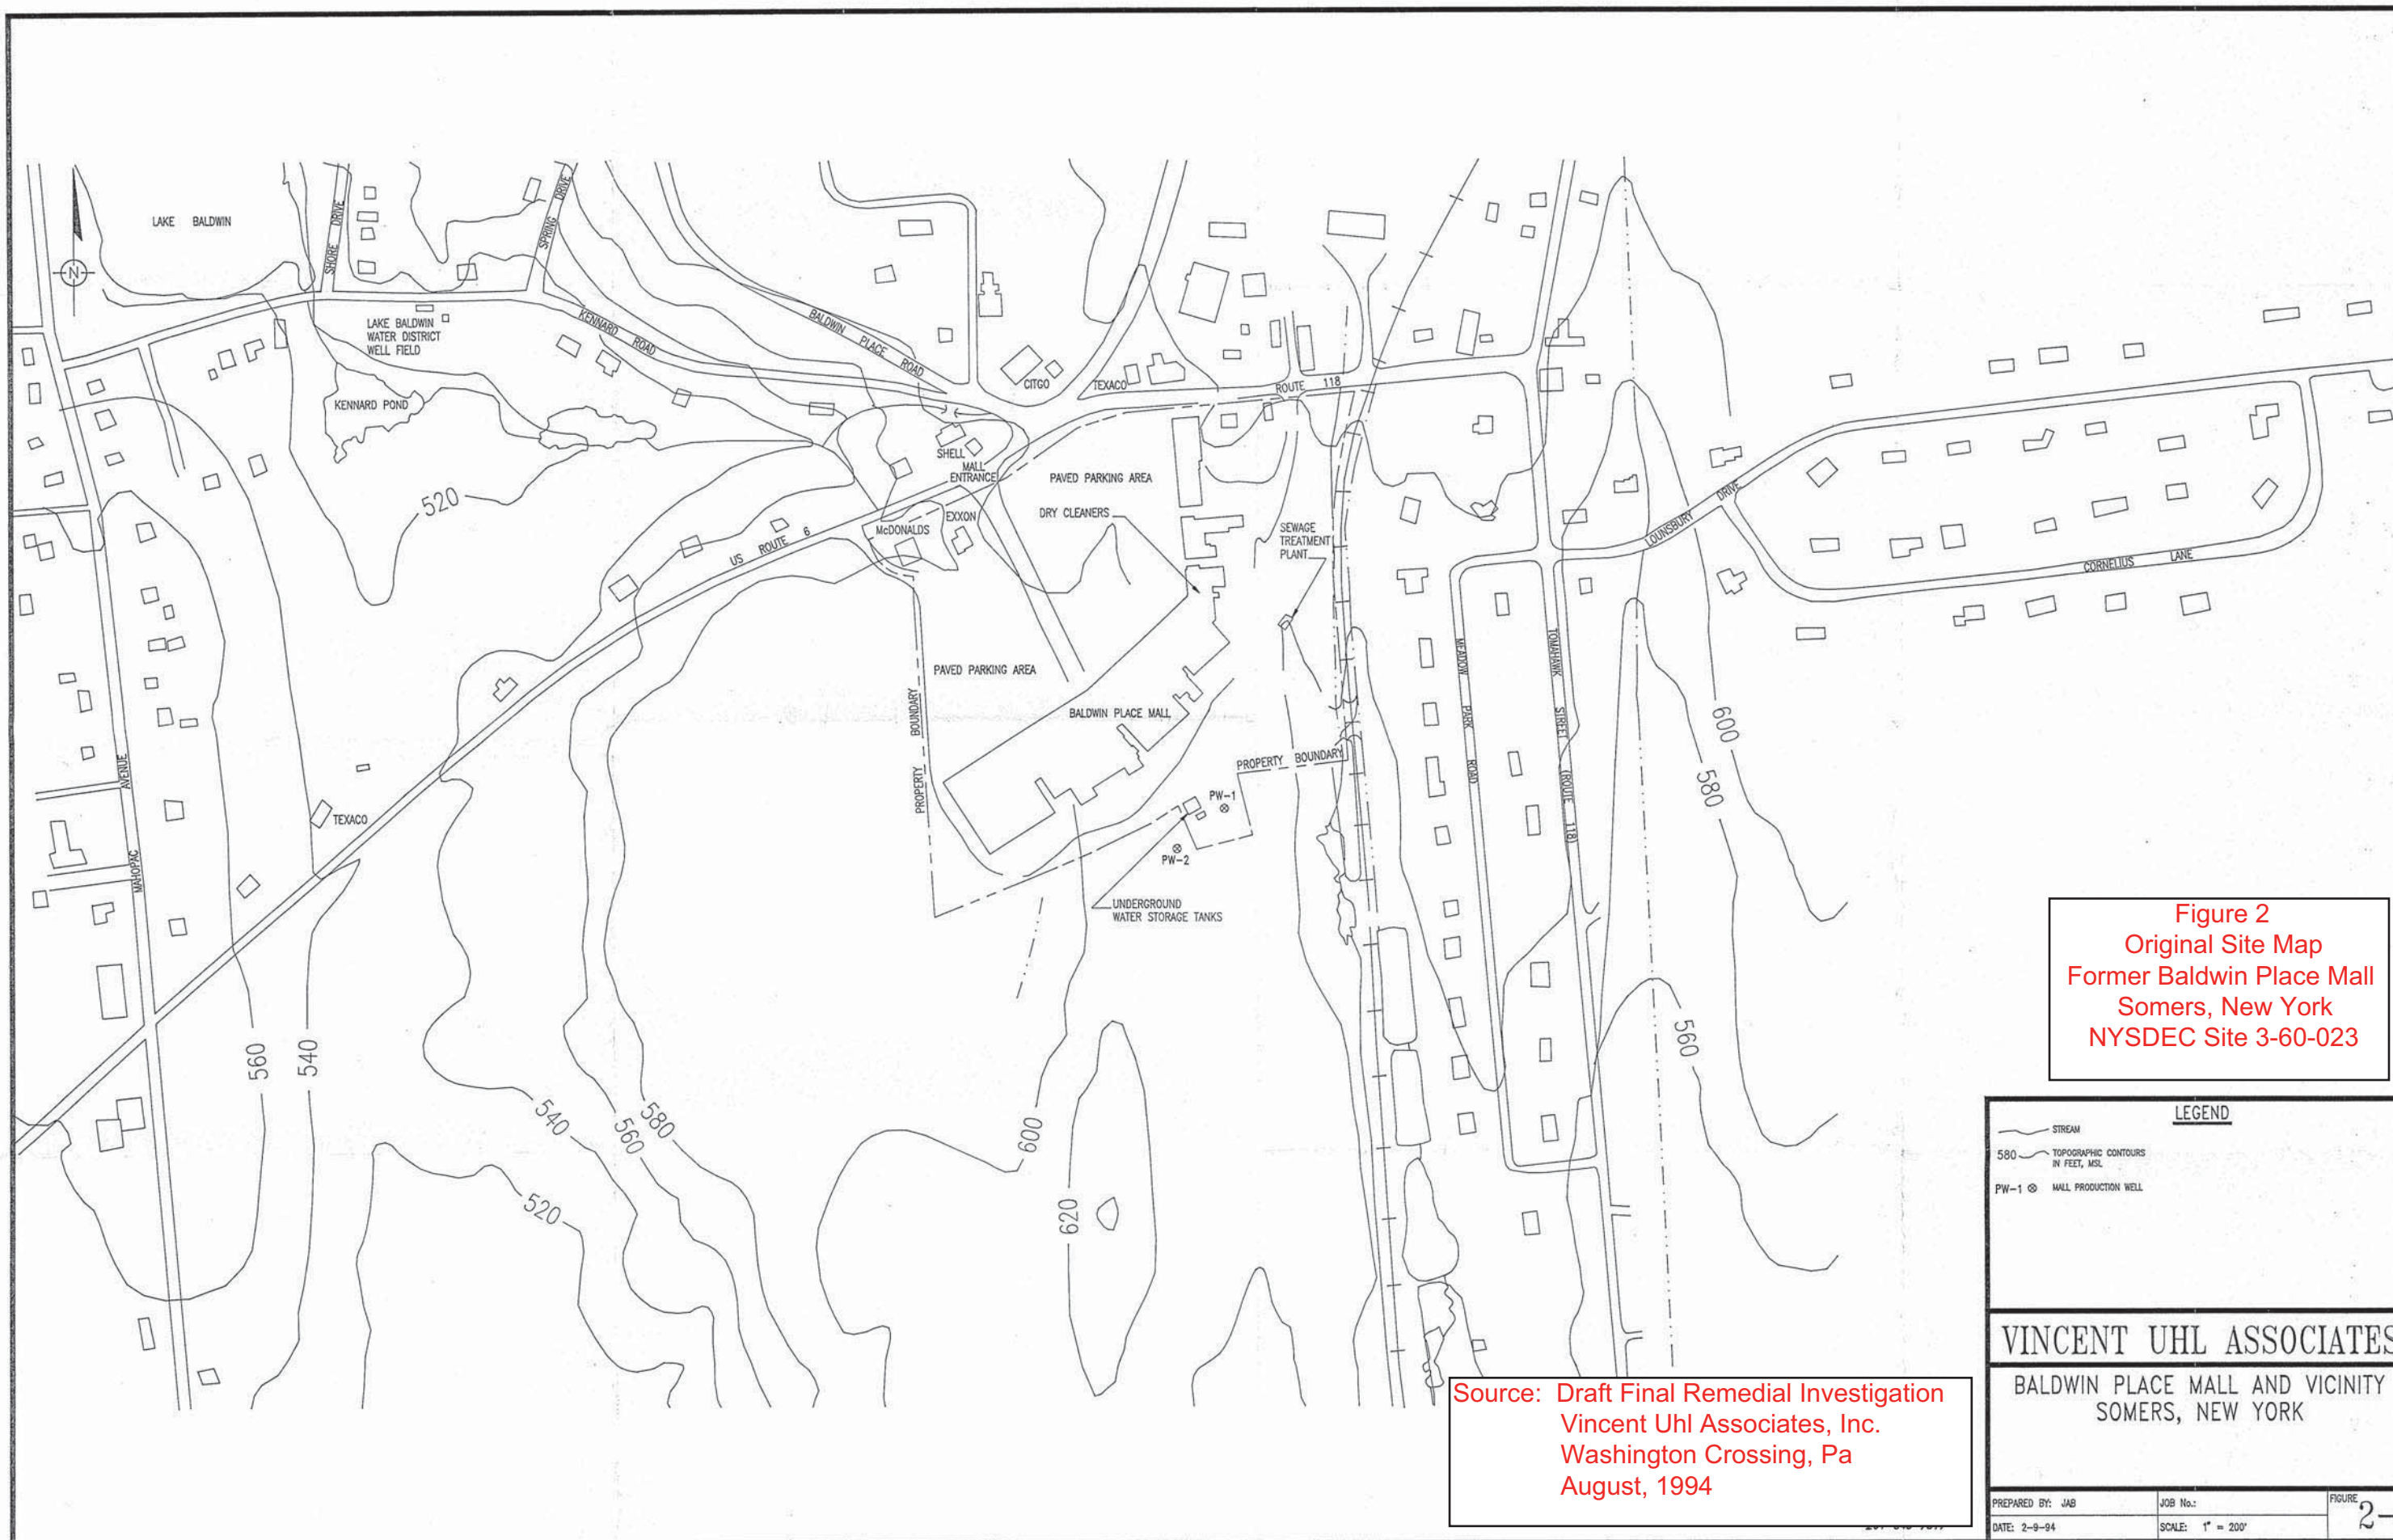 LAKE BALDWIN
N
SHORE DRIVE
SPRING DRIVE
LAKE BALDWIN
WATER DISTRICT
WELL FIELD
KENNARD ROAD
BALDWIN PLACE ROAD
KENNARD POND
CITGO
TEXACO
ROUTE 118
SHELL
MALL
ENTRANCE
PAVED PARKING AREA
DRY CLEANERS
520
EXXON
McDONALDS
US ROUTE 6
SEWAGE
TREATMENT
PLANT
LOUNSBURY DRIVE
CORNELIUS LANE
MEADOW PARK ROAD
TOMAHAWK STREET (ROUTE 118)
PAVED PARKING AREA
PROPERTY BOUNDARY
BALDWIN PLACE MALL
PROPERTY BOUNDARY
600
580
PW-1
PW-2
TEXACO
MAHOPAC AVENUE
UNDERGROUND
WATER STORAGE TANKS
560
540
540
560
580
600
620
520
560
Figure 2
Original Site Map
Former Baldwin Place Mall
Somers, New York
NYSDEC Site 3-60-023
LEGEND
STREAM
580 TOPOGRAPHIC CONTOURS
IN FEET, MSL
PW-1 MALL PRODUCTION WELL
VINCENT UHL ASSOCIATES
BALDWIN PLACE MALL AND VICINITY
SOMERS, NEW YORK
Source: Draft Final Remedial Investigation
Vincent Uhl Associates, Inc.
Washington Crossing, Pa
August, 1994
PREPARED BY: JAB
JOB No.:
FIGURE 2-
DATE: 2-9-94
SCALE: 1" = 200'